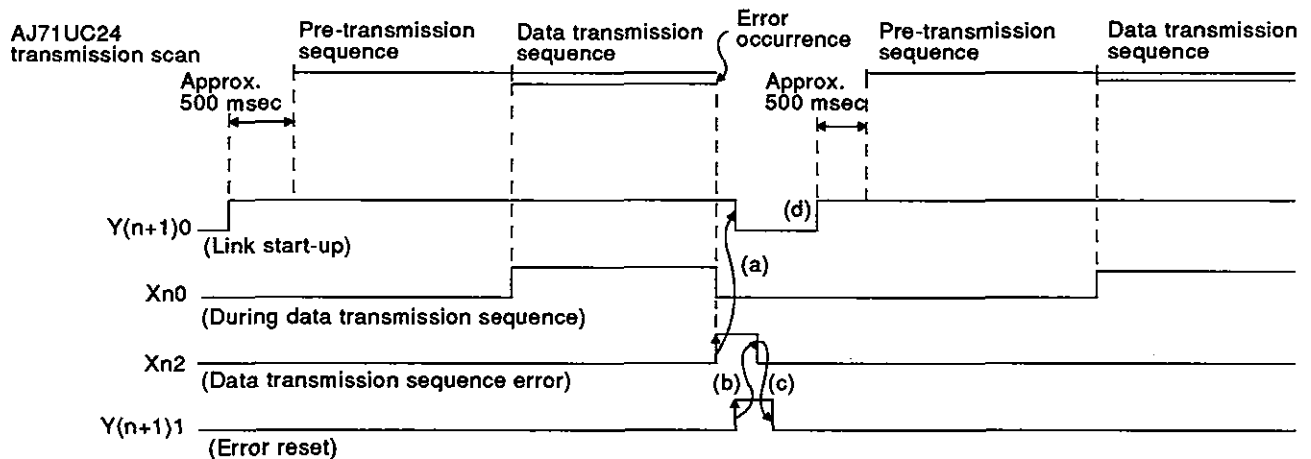 AJ71UC24
transmission scan
Pre-transmission
sequence
Data transmission
sequence
Error
occurrence
Pre-transmission
sequence
Data transmission
sequence
Approx.
500 msec
Approx.
500 msec
Y(n+1)0
(Link start-up)
(d)
(a)
Xn0
(During data transmission sequence)
Xn2
(Data transmission sequence error)
(b)
(c)
Y(n+1)1
(Error reset)